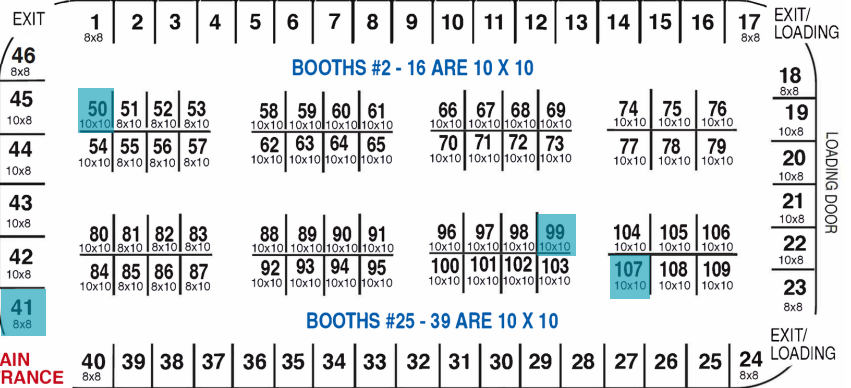 EXIT 1 2 3 4 5 6 7 8 9 10 11 12 13 14 15 16 17 EXIT/
8x8 8x8 LOADING
46
8x8
BOOTHS #2 - 16 ARE 10 X 10
18
8x8
45
10x8
50 51 52 53 58 59 60 61 66 67 68 69 74 75 76
10x10 8x10 8x10 8x10 10x10 10x10 10x10 10x10 10x10 10x10 10x10 10x10 10x10 10x10 10x10
19
10x8
44
10x8
54 55 56 57 62 63 64 65 70 71 72 73 77 78 79
10x10 8x10 8x10 8x10 10x10 10x10 10x10 10x10 10x10 10x10 10x10 10x10 10x10 10x10 10x10
20
10x8
LOADING DOOR
43
10x8
21
10x8
42
10x8
80 81 82 83 88 89 90 91 96 97 98 99 104 105 106
10x10 8x10 8x10 8x10 10x10 10x10 10x10 10x10 10x10 10x10 10x10 10x10 10x10 10x10 10x10
22
10x8
84 85 86 87 92 93 94 95 100 101 102 103 107 108 109
10x10 8x10 8x10 8x10 10x10 10x10 10x10 10x10 10x10 10x10 10x10 10x10 10x10 10x10 10x10
23
8x8
41
8x8
BOOTHS #25 - 39 ARE 10 X 10
AIN
RANCE
40 39 38 37 36 35 34 33 32 31 30 29 28 27 26 25 24
8x8 8x8
EXIT/
LOADING